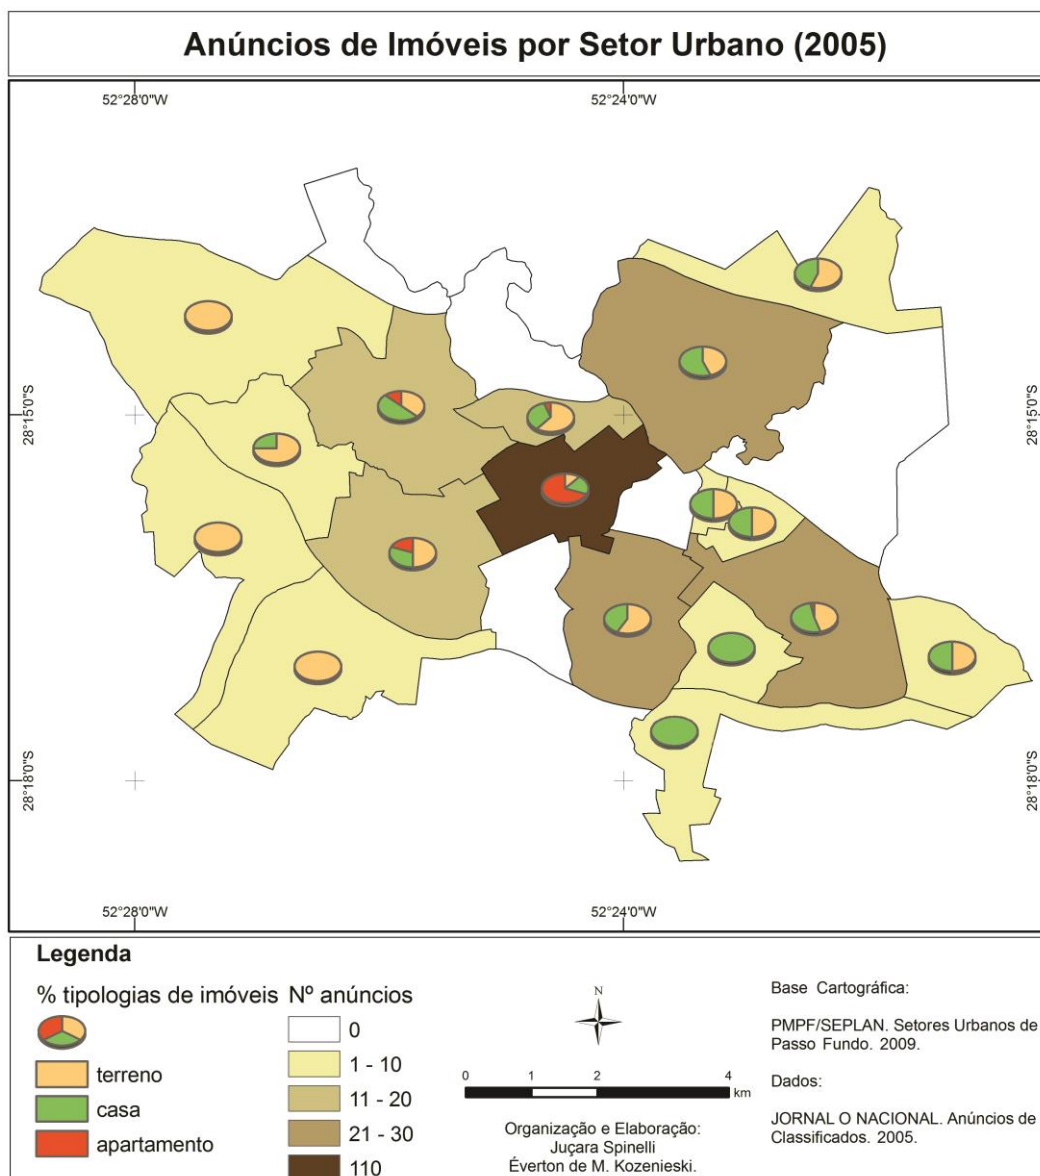 Anúncios de Imóveis por Setor Urbano (2005)
52°28'0"W
52°24'0"W
28°15'0"S
28°15'0"S
28°18'0"S
28°18'0"S
52°28'0"W
52°24'0"W
Legenda
% tipologias de imóveis
terreno
casa
apartamento
Nº anúncios
0
1 - 10
11 - 20
21 - 30
110
N
0 1 2 4
km
Organização e Elaboração:
Juçara Spinelli
Éverton de M. Kozenieski.
Base Cartográfica:
PMPF/SEPLAN. Setores Urbanos de
Passo Fundo. 2009.
Dados:
JORNAL O NACIONAL. Anúncios de
Classificados. 2005.